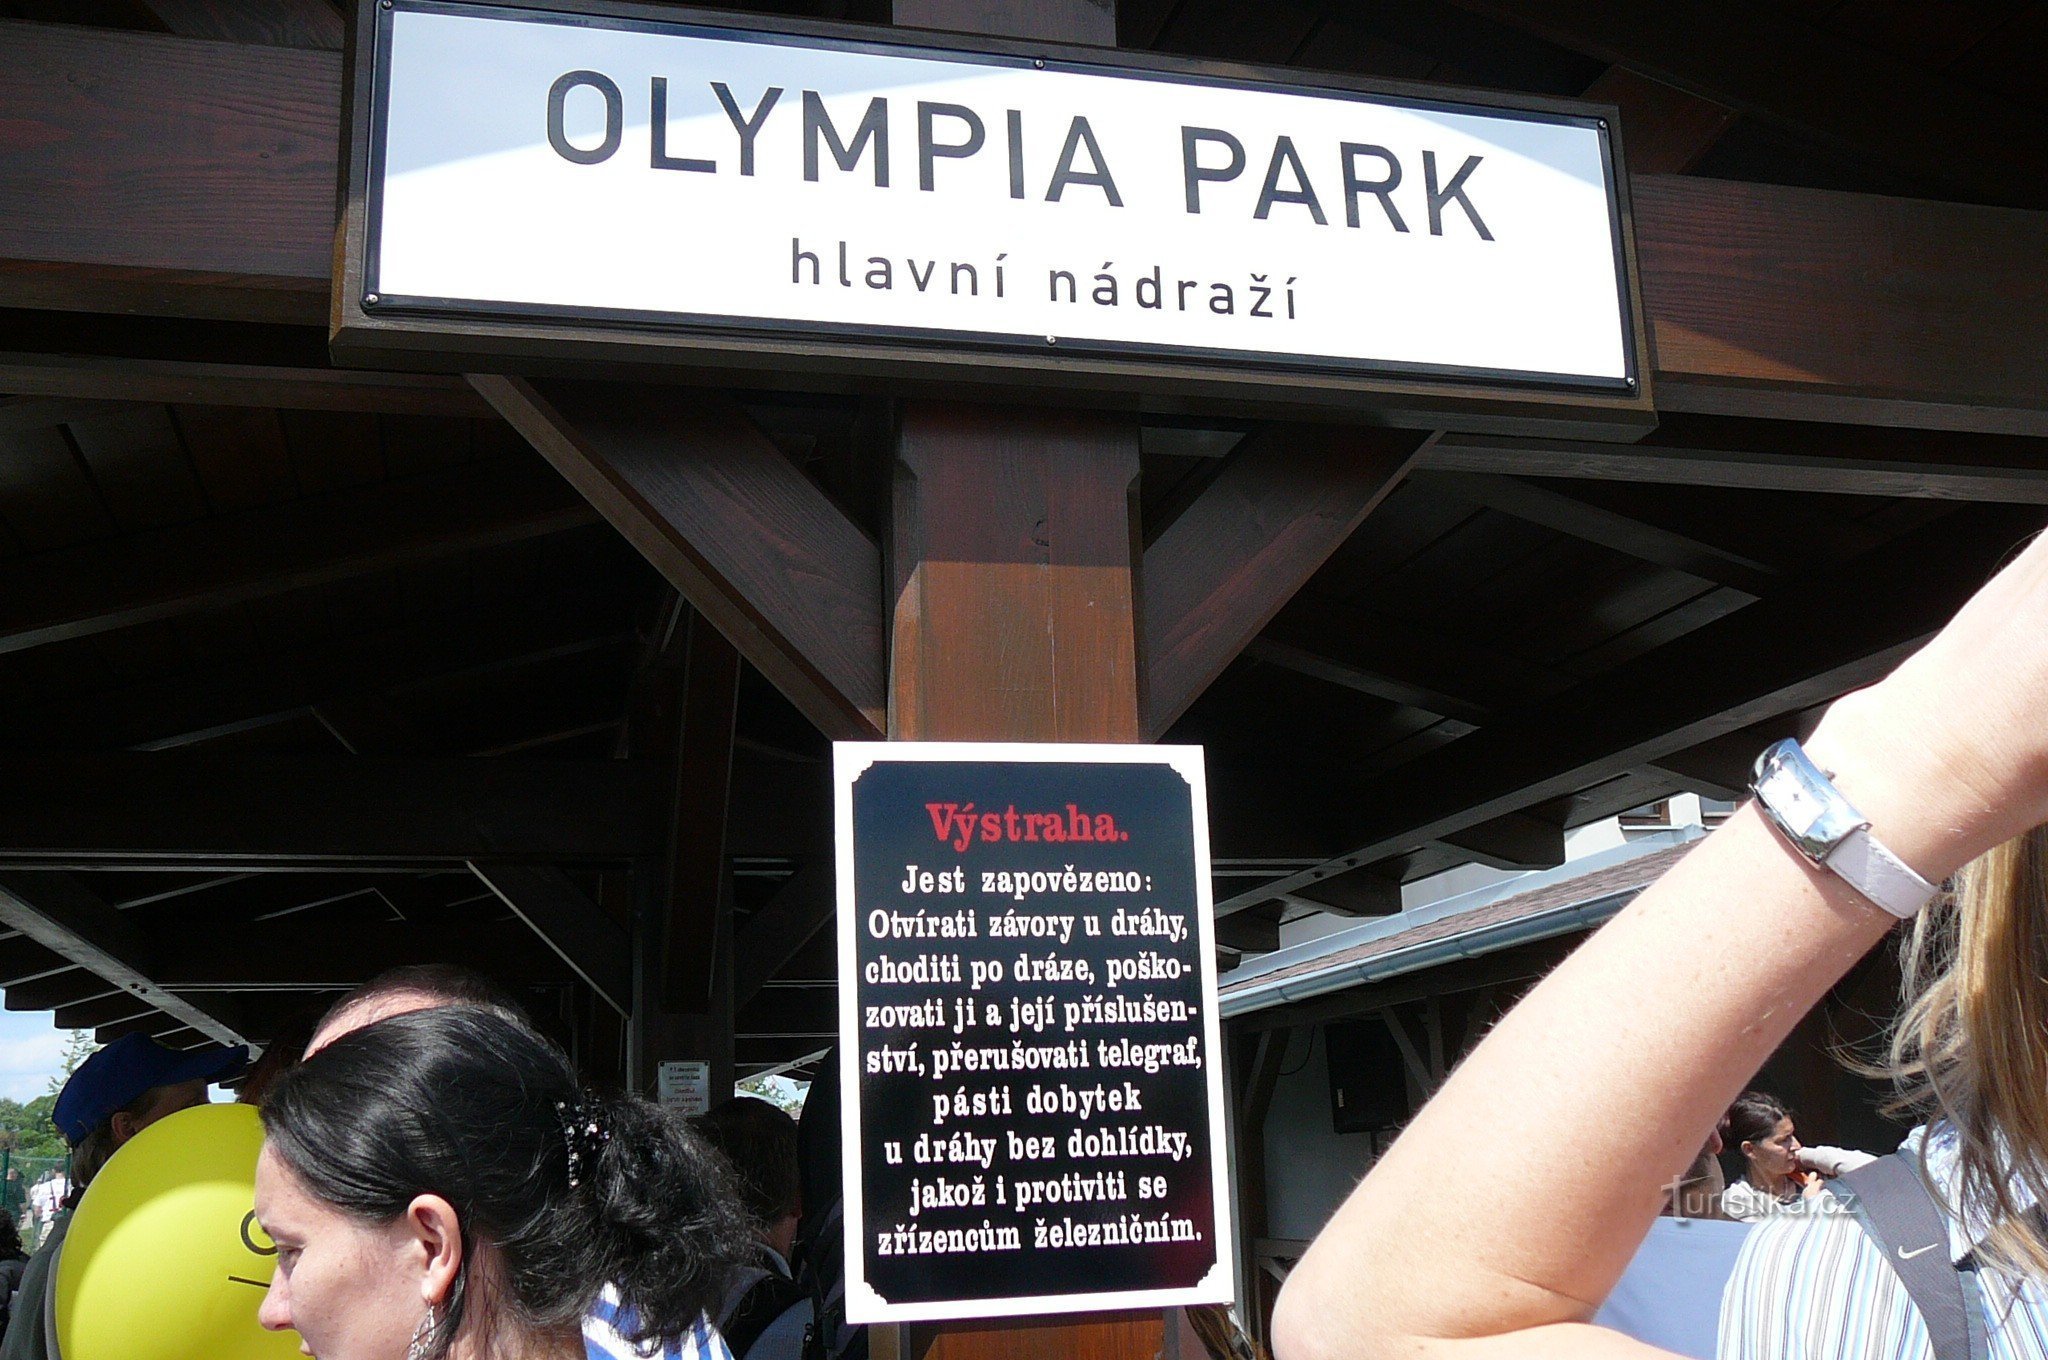 OLYMPIA PARK
hlavní nádraží
Výstraha.
Jest zapovězeno:
Otvírati závory u dráhy,
choditi po dráze, poško-
zovati ji a její příslušen-
ství, přerušovati telegraf,
pásti dobytek
u dráhy bez dohlídky,
jakož i protiviti se
zřízencům železničním.
Turistika.cz